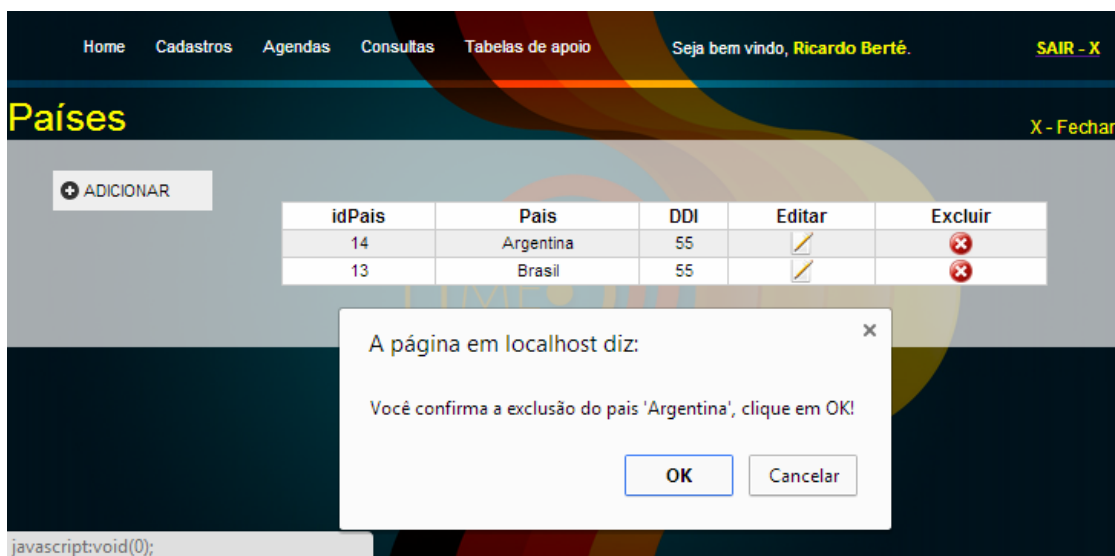 Home Cadastros Agendas Consultas Tabelas de apoio Seja bem vindo, Ricardo Berté. SAIR - X
Países
X - Fechar
ADICIONAR
idPais Pais DDI Editar Excluir
14 Argentina 55
13 Brasil 55
A página em localhost diz:
Você confirma a exclusão do pais 'Argentina', clique em OK!
OK Cancelar
javascript:void(0);